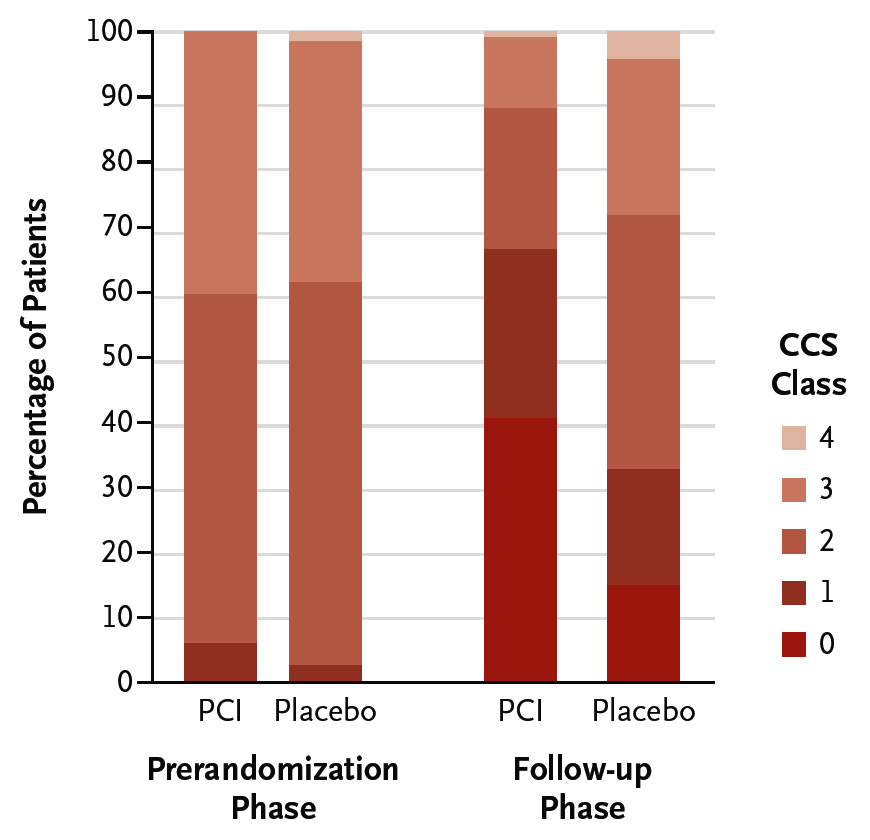 100
90
80
70
60
50
40
30
20
10
0
Percentage of Patients
PCI
Placebo
PCI
Placebo
Prerandomization
Phase
Follow-up
Phase
CCS
Class
4
3
2
1
0